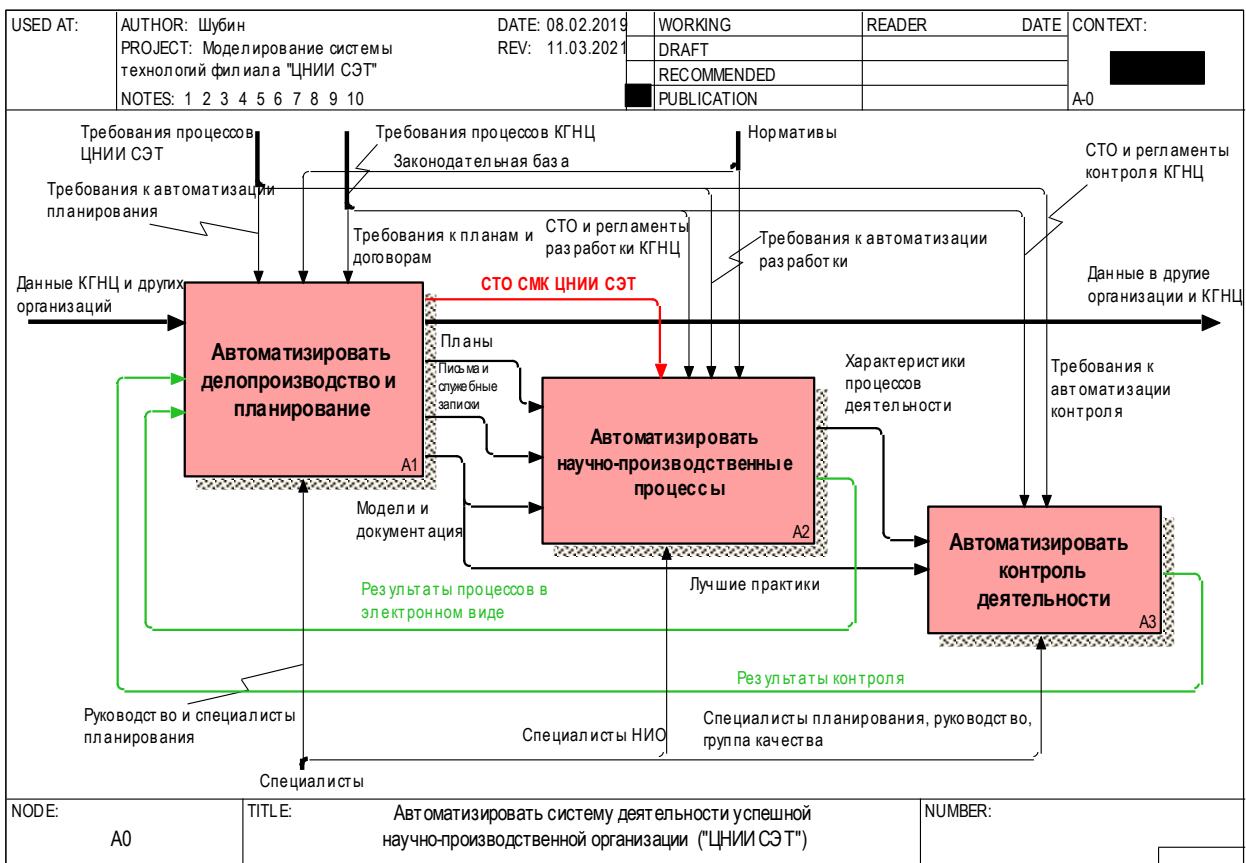 USED AT:
AUTHOR: Шубин
DATE: 08.02.2019
WORKING
READER
DATE
CONTEXT:
PROJECT: Моделирование системы
технологий филиала "ЦНИИ СЭТ"
REV: 11.03.2021
DRAFT
RECOMMENDED
NOTES: 1 2 3 4 5 6 7 8 9 10
PUBLICATION
A-0
Требования процессов
ЦНИИ СЭТ
Требования процессов КГНЦ
Нормативы
Законодательная база
СТО и регламенты
контроля КГНЦ
Требования к автоматизации
планирования
Требования к планам и
договорам
СТО и регламенты
разработки КГНЦ
Требования к автоматизации
разработки
Данные КГНЦ и других
организаций
СТО СМК ЦНИИ СЭТ
Данные в другие
организации и КГНЦ
Автоматизировать
делопроизводство и
планирование
A1
Планы
Письма и
служебные
записки
Характеристики
процессов
деятельности
Требования к
автоматизации
контроля
Автоматизировать
научно-производственные
процессы
A2
Модели и
документация
Автоматизировать
контроль
деятельности
A3
Лучшие практики
Результаты процессов в
электронном виде
Результаты контроля
Руководство и специалисты
планирования
Специалисты НИО
Специалисты планирования, руководство,
группа качества
Специалисты
NODE:
A0
TITLE:
Автоматизировать систему деятельности успешной
научно-производственной организации ("ЦНИИ СЭТ")
NUMBER: